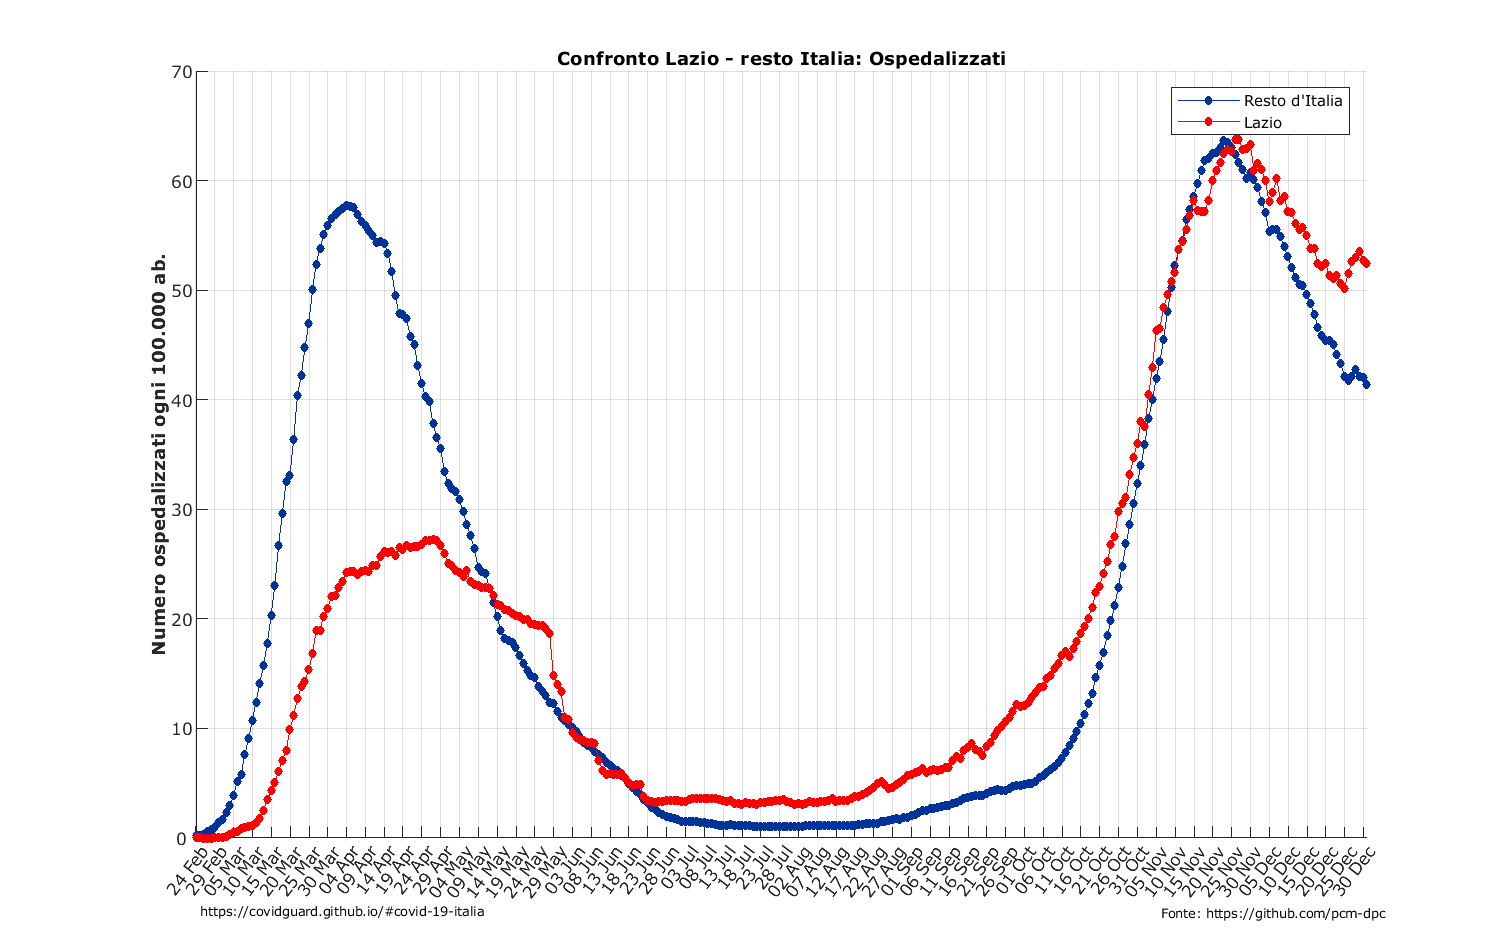 Confronto Lazio - resto Italia: Ospedalizzati
Resto d'Italia
Lazio
Numero ospedalizzati ogni 100.000 ab.
70
60
50
40
30
20
10
0
24 Feb
29 Feb
05 Mar
10 Mar
15 Mar
20 Mar
25 Mar
30 Mar
04 Apr
09 Apr
14 Apr
19 Apr
24 Apr
29 Apr
04 May
09 May
14 May
19 May
24 May
29 May
03 Jun
08 Jun
13 Jun
18 Jun
23 Jun
28 Jun
03 Jul
08 Jul
13 Jul
18 Jul
23 Jul
28 Jul
02 Aug
07 Aug
12 Aug
17 Aug
22 Aug
27 Aug
01 Sep
06 Sep
11 Sep
16 Sep
21 Sep
26 Sep
01 Oct
06 Oct
11 Oct
16 Oct
21 Oct
26 Oct
31 Oct
05 Nov
10 Nov
15 Nov
20 Nov
25 Nov
30 Nov
05 Dec
10 Dec
15 Dec
20 Dec
25 Dec
30 Dec
https://covidguard.github.io/#covid-19-italia
Fonte: https://github.com/pcm-dpc